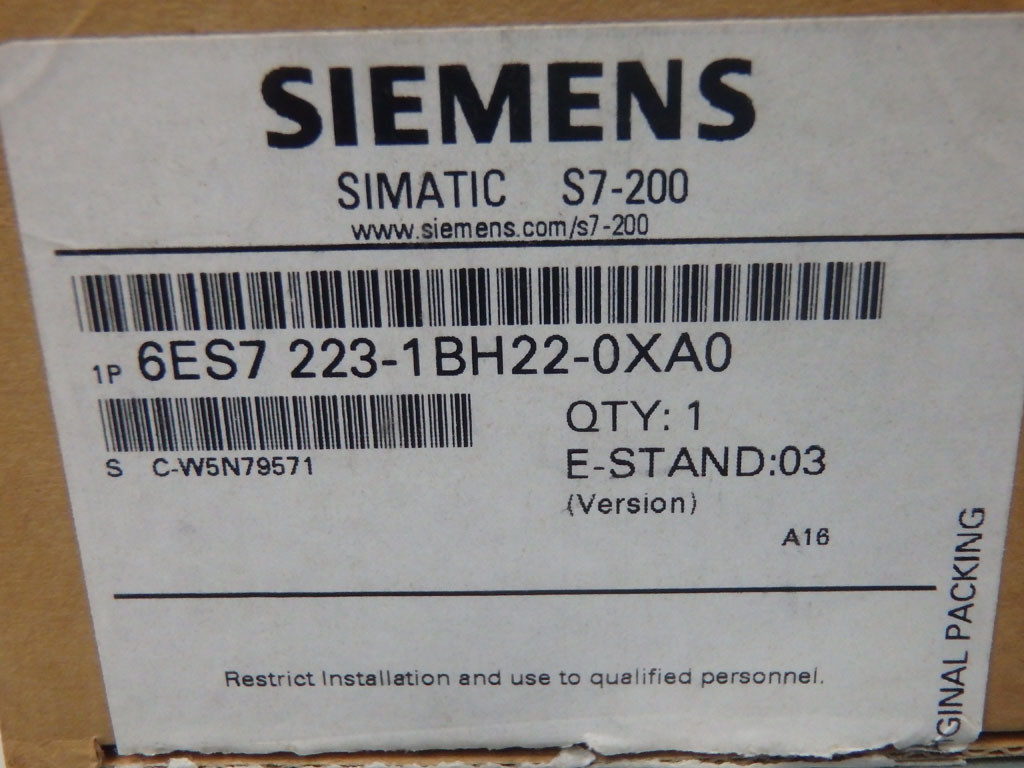 SIEMENS
SIMATIC S7-200
www.siemens.com/s7-200
1P 6ES7 223-1BH22-0XA0
S C-W5N79571
QTY: 1
E-STAND:03
(Version)
A16
GINAL PACKING
Restrict Installation and use to qualified personnel.